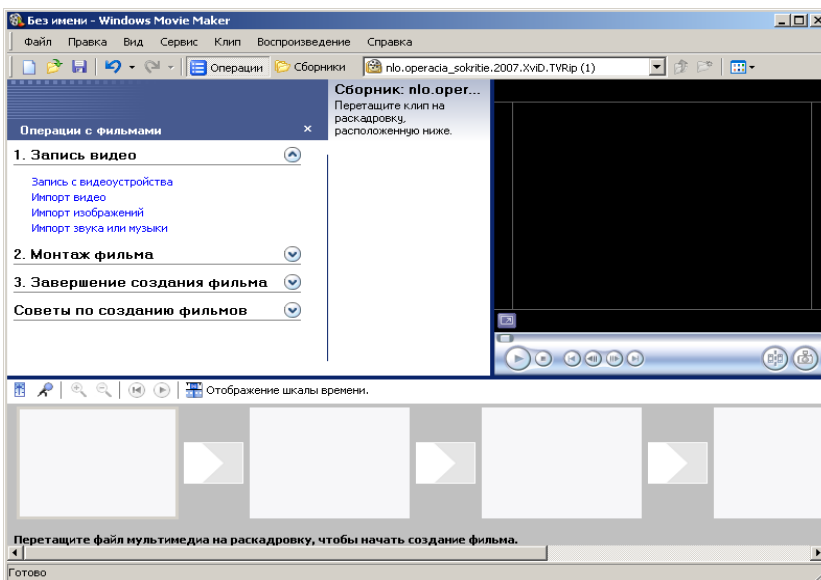 Без имени - Windows Movie Maker
Файл Правка Вид Сервис Клип Воспроизведение Справка
Операции Сборники nlo.operacia_sokritie.2007.XviD.TVRip (1)
Операции с фильмами
1. Запись видео
Запись с видеоустройства
Импорт видео
Импорт изображений
Импорт звука или музыки
2. Монтаж фильма
3. Завершение создания фильма
Советы по созданию фильмов
Сборник: nlo.oper...
Перетащите клип на
раскадровку,
расположенную ниже.
Отображение шкалы времени.
Перетащите файл мультимедиа на раскадровку, чтобы начать создание фильма.
Готово